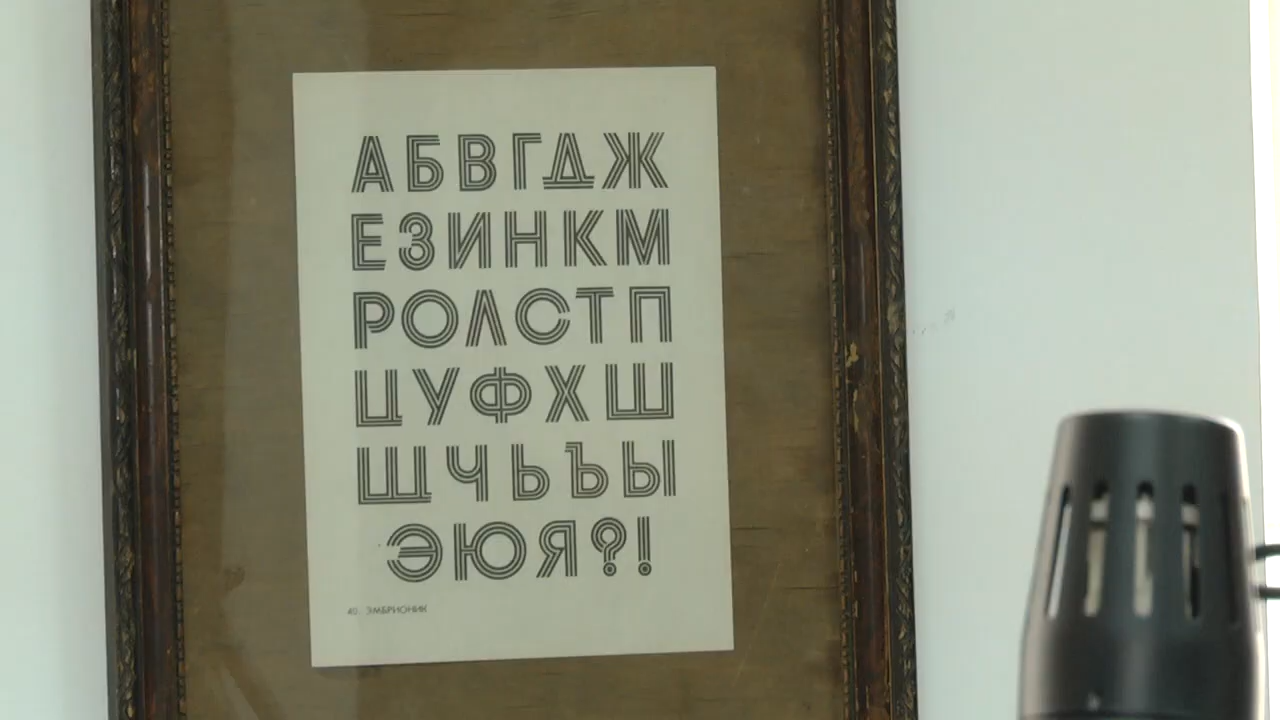 АБВГДЖ
ЕЗИНКМ
РОЛСТП
ЦУФХШ
ЩЧЬЪЫ
ЭЮЯ?!
40. ЭМБРИОНИК